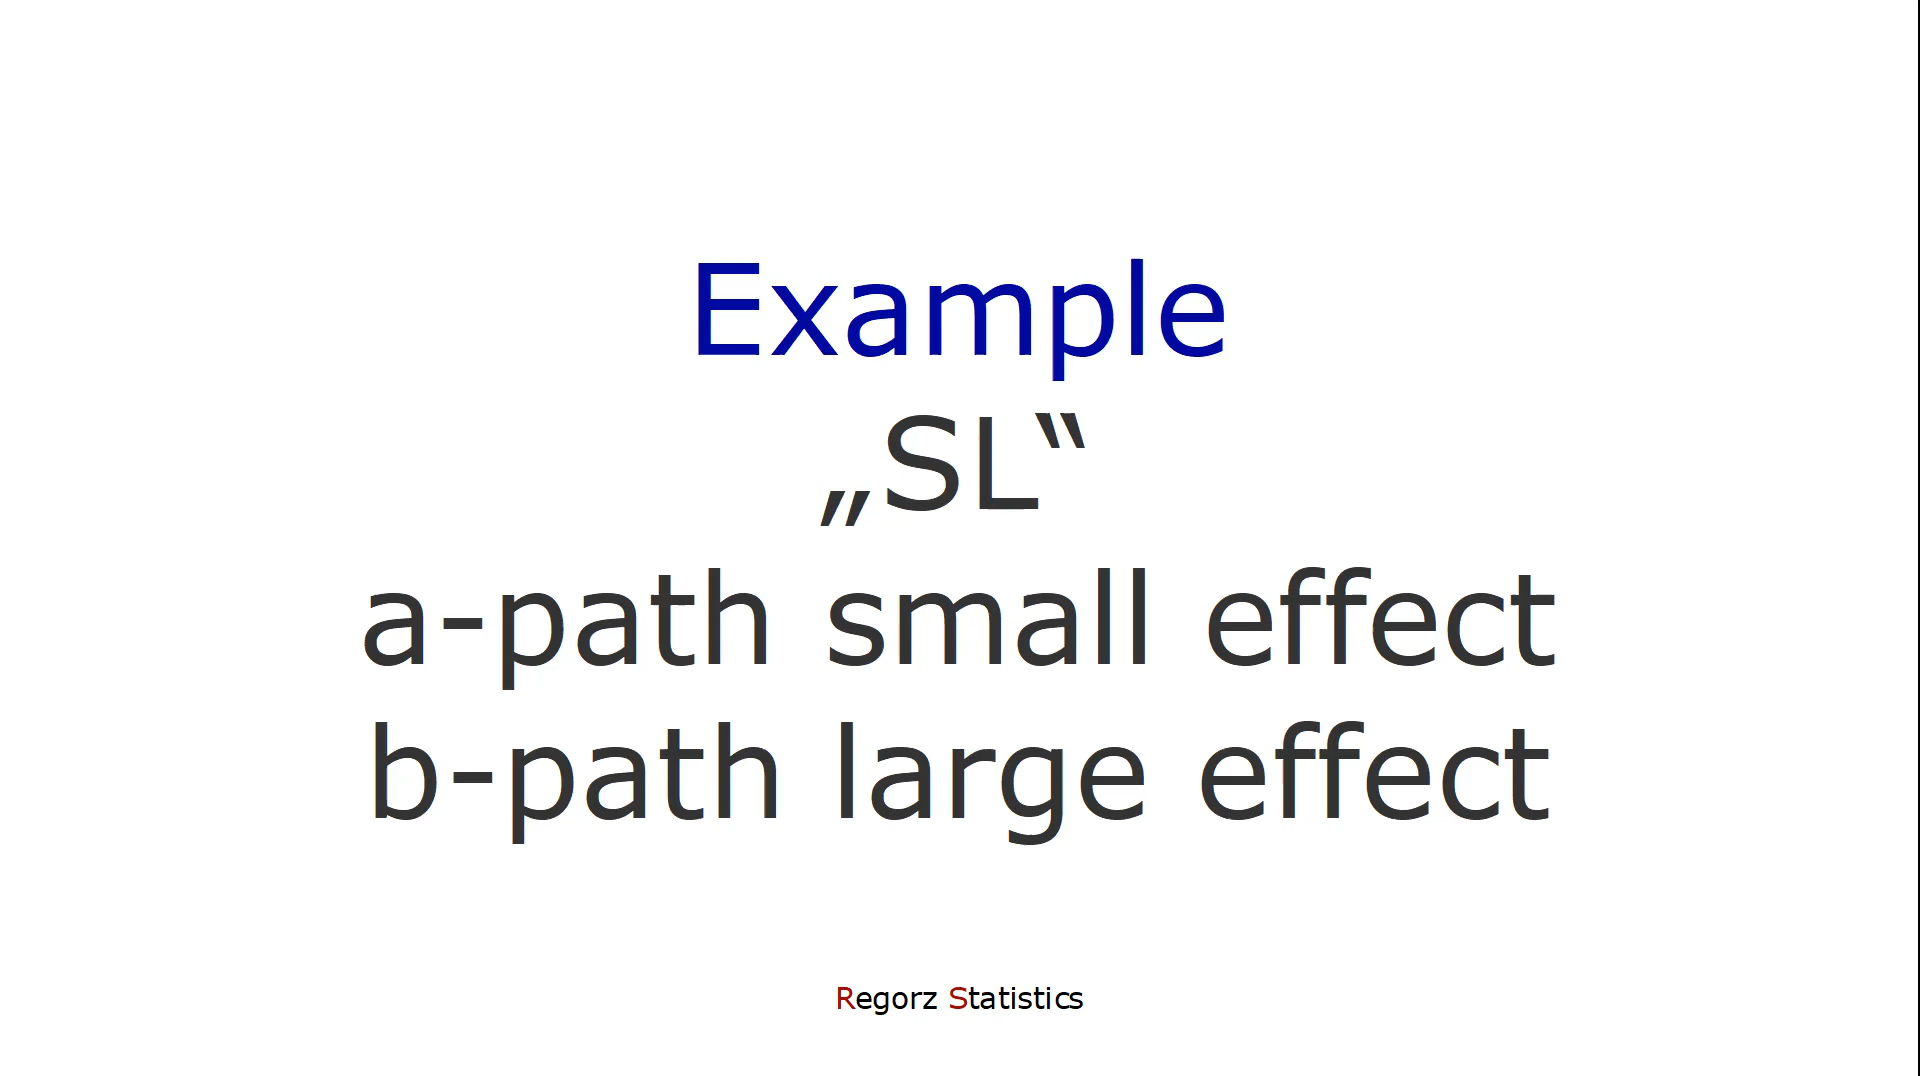 Example
„SL“
a-path small effect
b-path large effect
Regorz Statistics